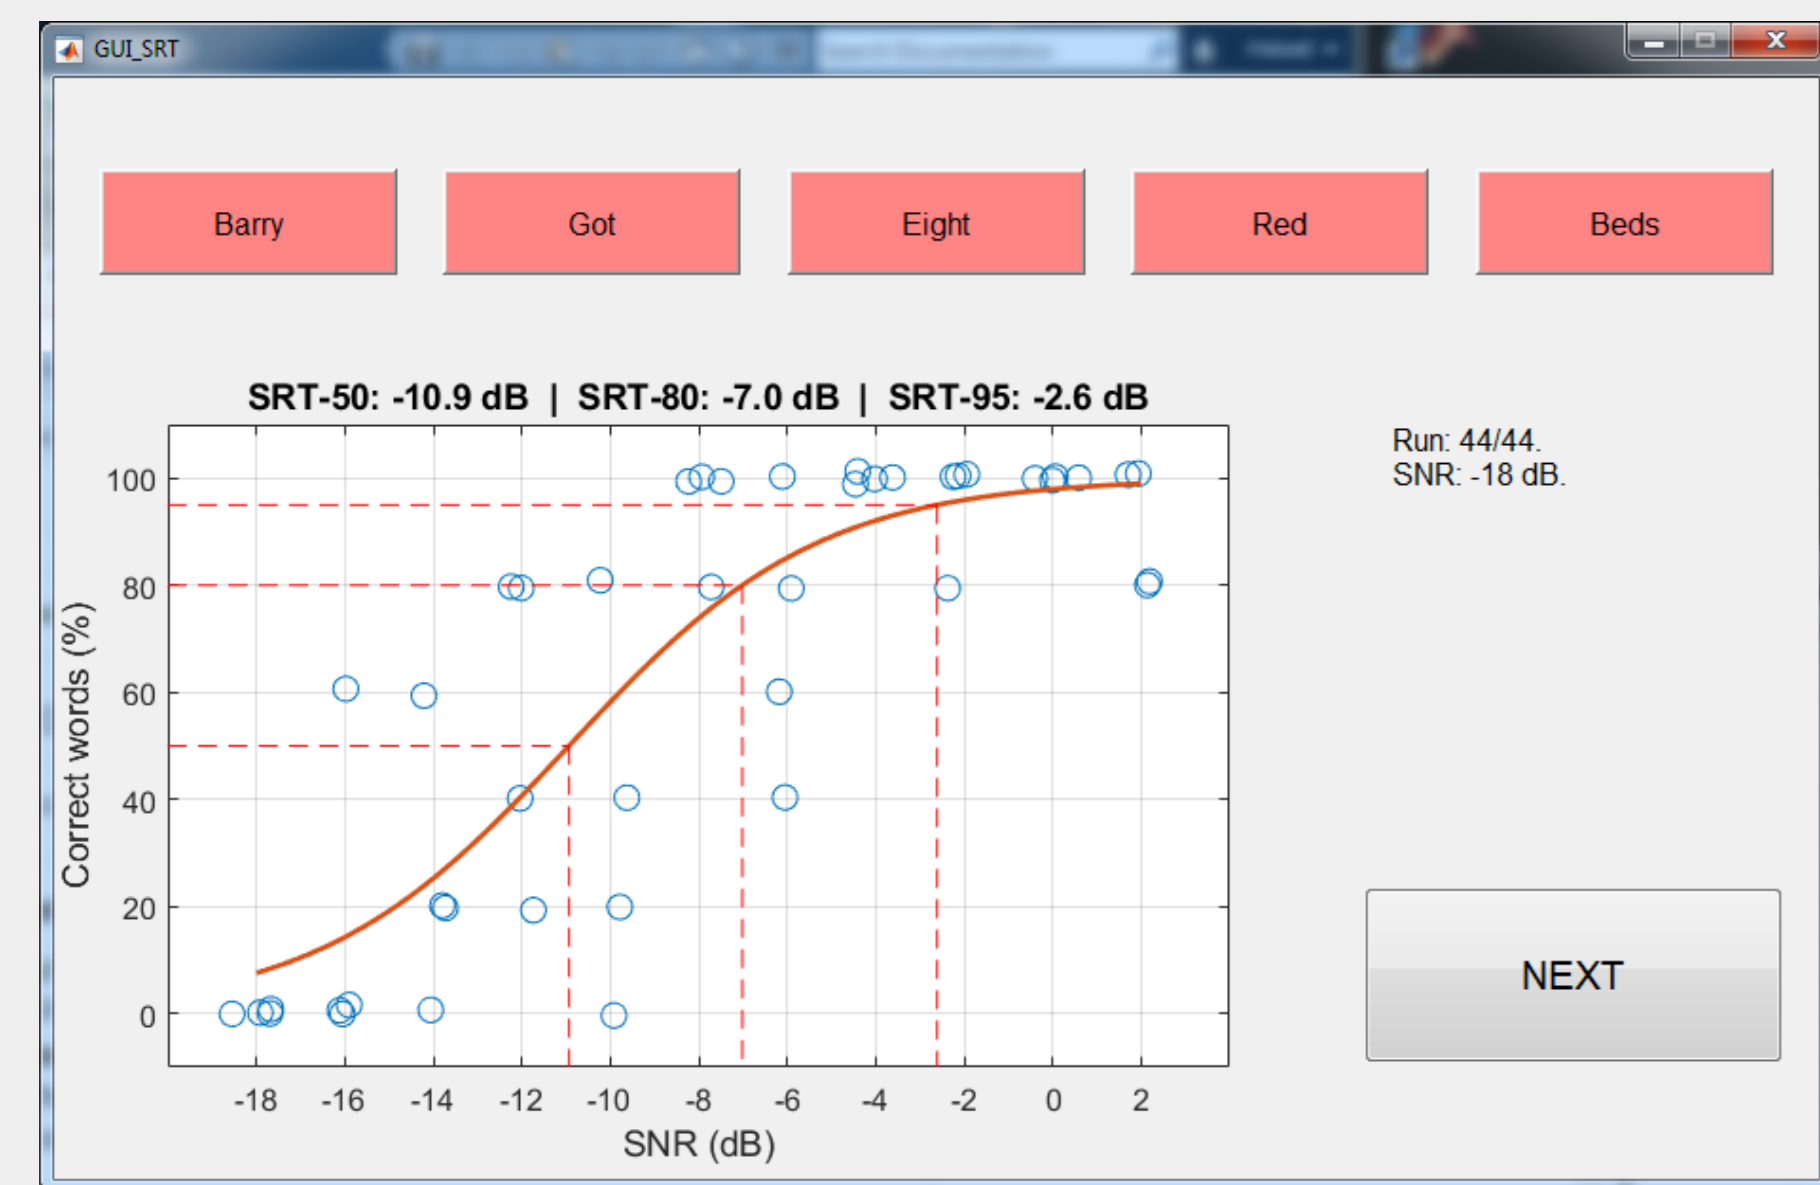 GUI_SRT
Barry Got Eight Red Beds
SRT-50: -10.9 dB | SRT-80: -7.0 dB | SRT-95: -2.6 dB
Run: 44/44.
SNR: -18 dB.
Correct words (%)
100
80
60
40
20
0
-18 -16 -14 -12 -10 -8 -6 -4 -2 0 2
SNR (dB)
NEXT